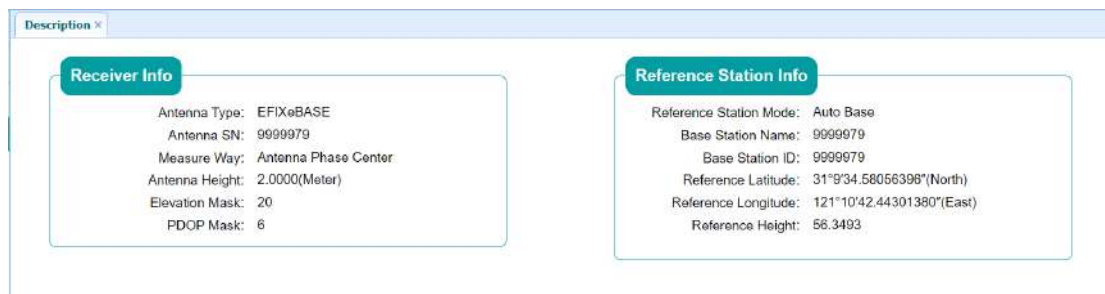 Description ×
Receiver Info
Antenna Type: EFIXeBASE
Antenna SN: 9999979
Measure Way: Antenna Phase Center
Antenna Height: 2.0000(Meter)
Elevation Mask: 20
PDOP Mask: 6
Reference Station Info
Reference Station Mode: Auto Base
Base Station Name: 9999979
Base Station ID: 9999979
Reference Latitude: 31°9'34.58056396"(North)
Reference Longitude: 121°10'42.44301380"(East)
Reference Height: 56.3493